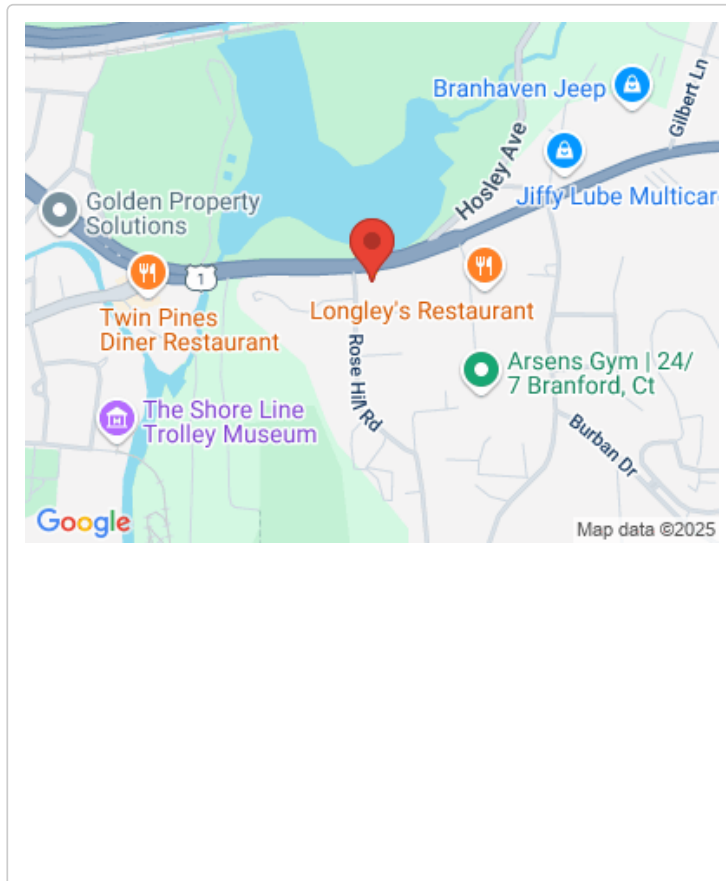 Branhaven Jeep
Gilbert Ln
Hosley Ave
Jiffy Lube Multicar
Golden Property
Solutions
1
Twin Pines
Diner Restaurant
Longley's Restaurant
Rose Hill Rd
Arsens Gym | 24/
7 Branford, Ct
The Shore Line
Trolley Museum
Burban Dr
Google
Map data ©2025